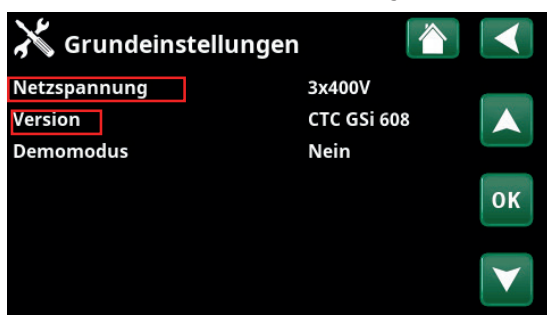 Grundeinstellungen
Netzspannung 3x400V
Version CTC GSi 608
Demomodus Nein
OK